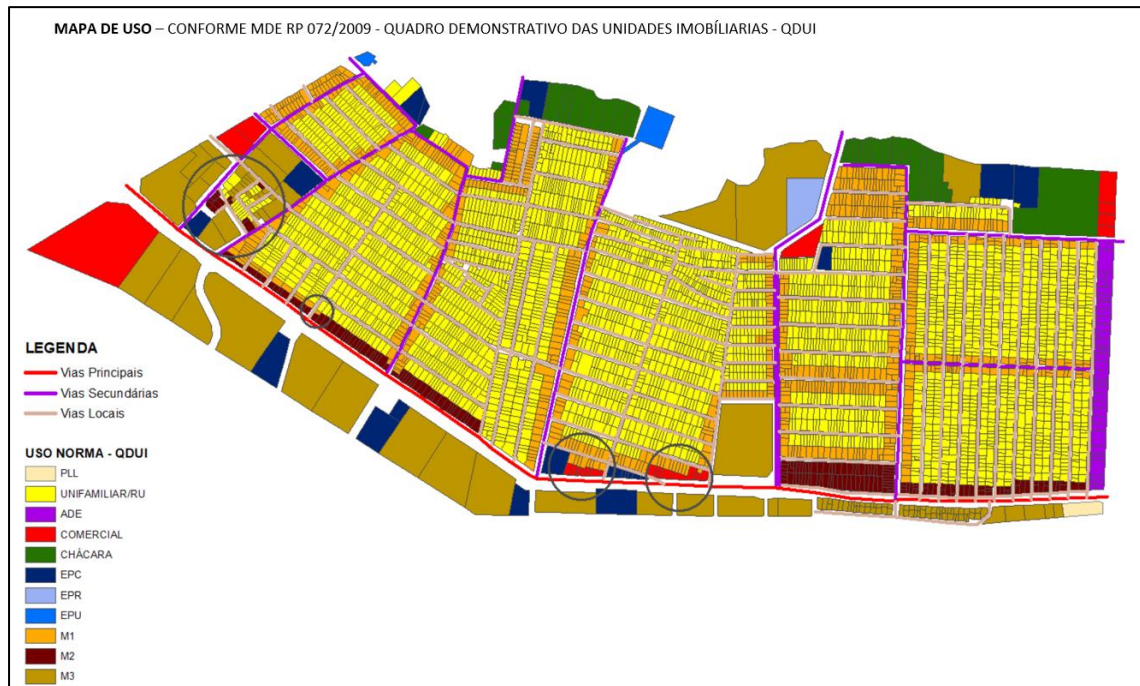 MAPA DE USO – CONFORME MDE RP 072/2009 - QUADRO DEMONSTRATIVO DAS UNIDADES IMOBÍLIARIAS - QDUI
LEGENDA
Vias Principais
Vias Secundárias
Vias Locais
USO NORMA - QDUI
PLL
UNIFAMILIAR/RU
ADE
COMERCIAL
CHÁCARA
EPC
EPR
EPU
M1
M2
M3